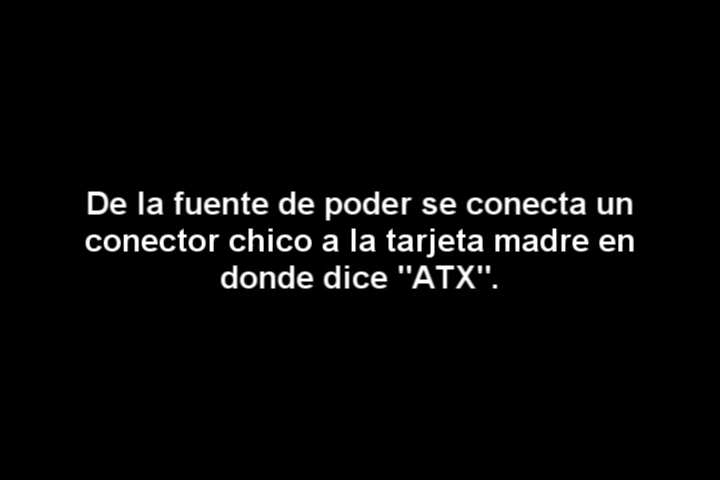 De la fuente de poder se conecta un
conector chico a la tarjeta madre en
donde dice "ATX".